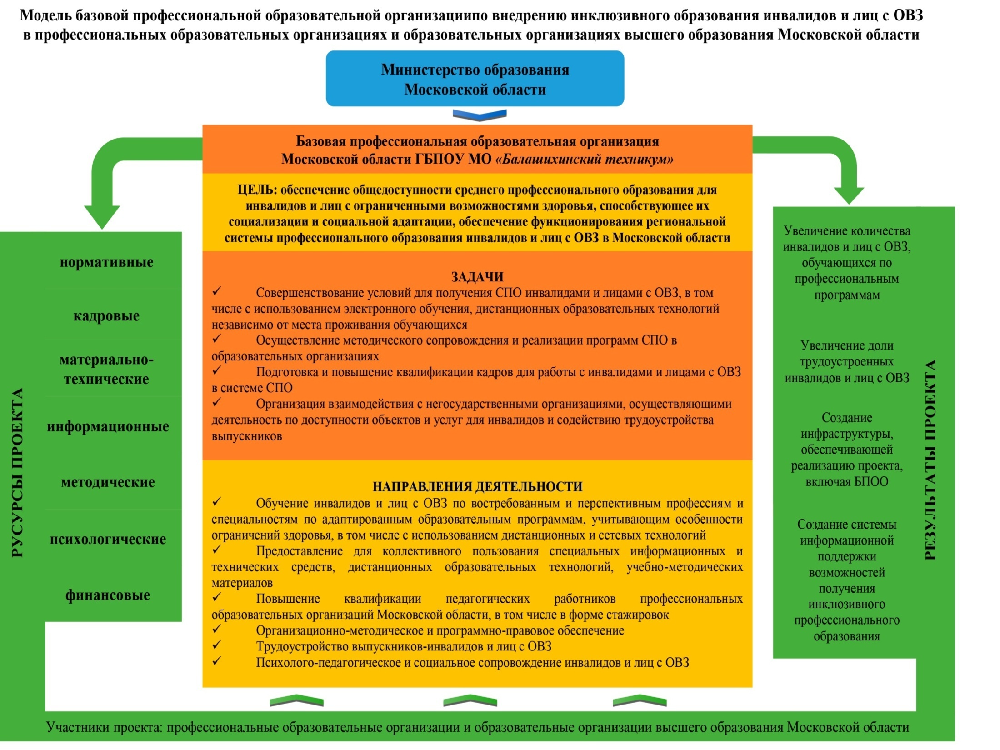 Модель базовой профессиональной образовательной организациипо внедрению инклюзивного образования инвалидов и лиц с ОВЗ
в профессиональных образовательных организациях и образовательных организациях высшего образования Московской области
Министерство образования
Московской области
Базовая профессиональная образовательная организация
Московской области ГБПОУ МО «Балашихинский техникум»
ЦЕЛЬ: обеспечение общедоступности среднего профессионального образования для
инвалидов и лиц с ограниченными возможностями здоровья, способствующее их
социализации и социальной адаптации, обеспечение функционирования региональной
системы профессионального образования инвалидов и лиц с ОВЗ в Московской области
РУСУРСЫ ПРОЕКТА
нормативные
кадровые
материально-
технические
информационные
методические
психологические
финансовые
ЗАДАЧИ
✓ Совершенствование условий для получения СПО инвалидами и лицами с ОВЗ, в том
числе с использованием электронного обучения, дистанционных образовательных технологий
независимо от места проживания обучающихся
✓ Осуществление методического сопровождения и реализации программ СПО в
образовательных организациях
✓ Подготовка и повышение квалификации кадров для работы с инвалидами и лицами с ОВЗ
в системе СПО
✓ Организация взаимодействия с негосударственными организациями, осуществляющими
деятельность по доступности объектов и услуг для инвалидов и содействию трудоустройства
выпускников
НАПРАВЛЕНИЯ ДЕЯТЕЛЬНОСТИ
✓ Обучение инвалидов и лиц с ОВЗ по востребованным и перспективным профессиям и
специальностям по адаптированным образовательным программам, учитывающим особенности
ограничений здоровья, в том числе с использованием дистанционных и сетевых технологий
✓ Предоставление для коллективного пользования специальных информационных и
технических средств, дистанционных образовательных технологий, учебно-методических
материалов
✓ Повышение квалификации педагогических работников профессиональных
образовательных организаций Московской области, в том числе в форме стажировок
✓ Организационно-методическое и программно-правовое обеспечение
✓ Трудоустройство выпускников-инвалидов и лиц с ОВЗ
✓ Психолого-педагогическое и социальное сопровождение инвалидов и лиц с ОВЗ
Увеличение количества
инвалидов и лиц с ОВЗ,
обучающихся по
профессиональным
программам
Увеличение доли
трудоустроенных
инвалидов и лиц с ОВЗ
Создание
инфраструктуры,
обеспечивающей
реализацию проекта,
включая БПОО
Создание системы
информационной
поддержки
возможностей
получения
инклюзивного
профессионального
образования
РЕЗУЛЬТАТЫ ПРОЕКТА
Участники проекта: профессиональные образовательные организации и образовательные организации высшего образования Московской области